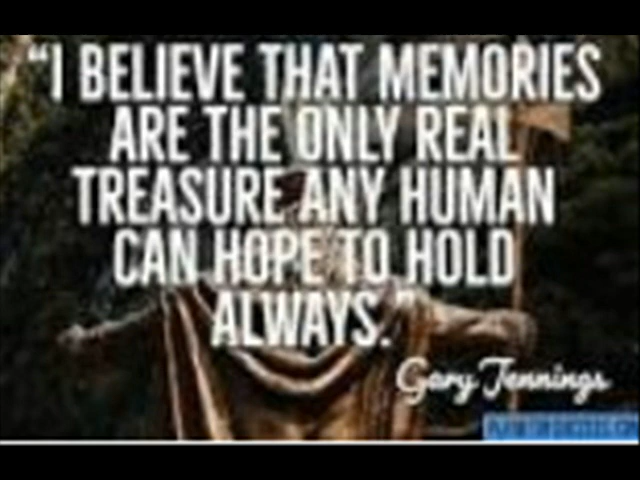 “I BELIEVE THAT MEMORIES
ARE THE ONLY REAL
TREASURE ANY HUMAN
CAN HOPE TO HOLD
ALWAYS.”
Gary Jennings